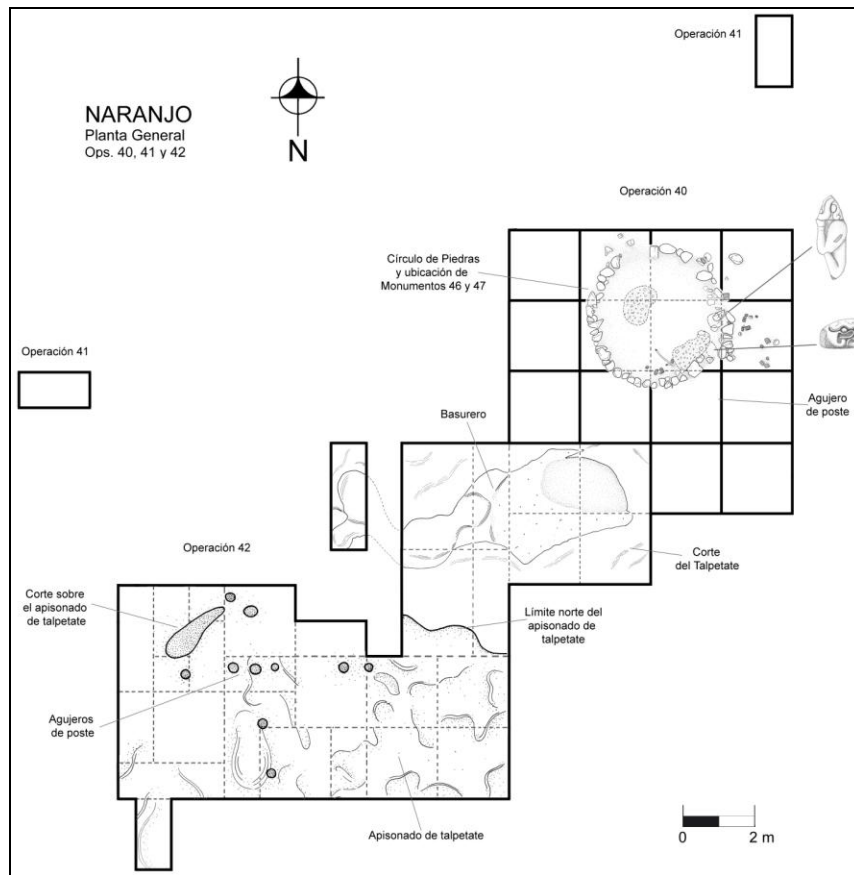 Operación 41
NARANJO
Planta General
Ops. 40, 41 y 42
N
Operación 40
Círculo de Piedras
y ubicación de
Monumentos 46 y 47
Operación 41
Agujero
de poste
Basurero
Operación 42
Corte
del Talpetate
Corte sobre
el apisonado
de talpetate
Límite norte del
apisonado de
talpetate
Agujeros
de poste
Apisonado de talpetate
0 2 m